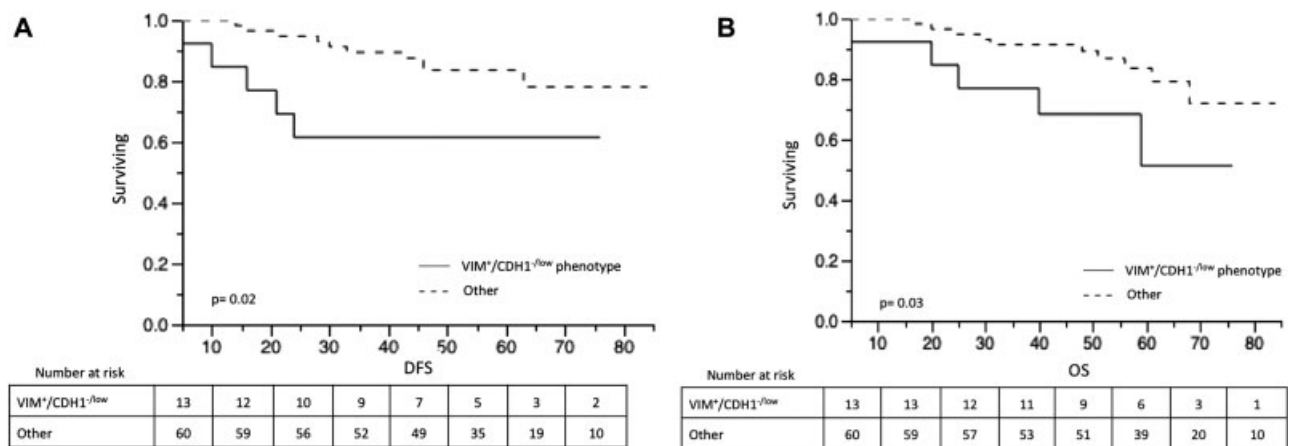 A
Surviving
1.0
0.8
0.6
0.4
0.2
0.0
VIM⁺/CDH1⁻/ˡᵒʷ phenotype
Other
p= 0.02
10 20 30 40 50 60 70 80
DFS
Number at risk
VIM⁺/CDH1⁻/ˡᵒʷ 13 12 10 9 7 5 3 2
Other 60 59 56 52 49 35 19 10
B
Surviving
1.0
0.8
0.6
0.4
0.2
0.0
VIM⁺/CDH1⁻/ˡᵒʷ phenotype
Other
p= 0.03
10 20 30 40 50 60 70 80
OS
Number at risk
VIM⁺/CDH1⁻/ˡᵒʷ 13 13 12 11 9 6 3 1
Other 60 59 57 53 51 39 20 10